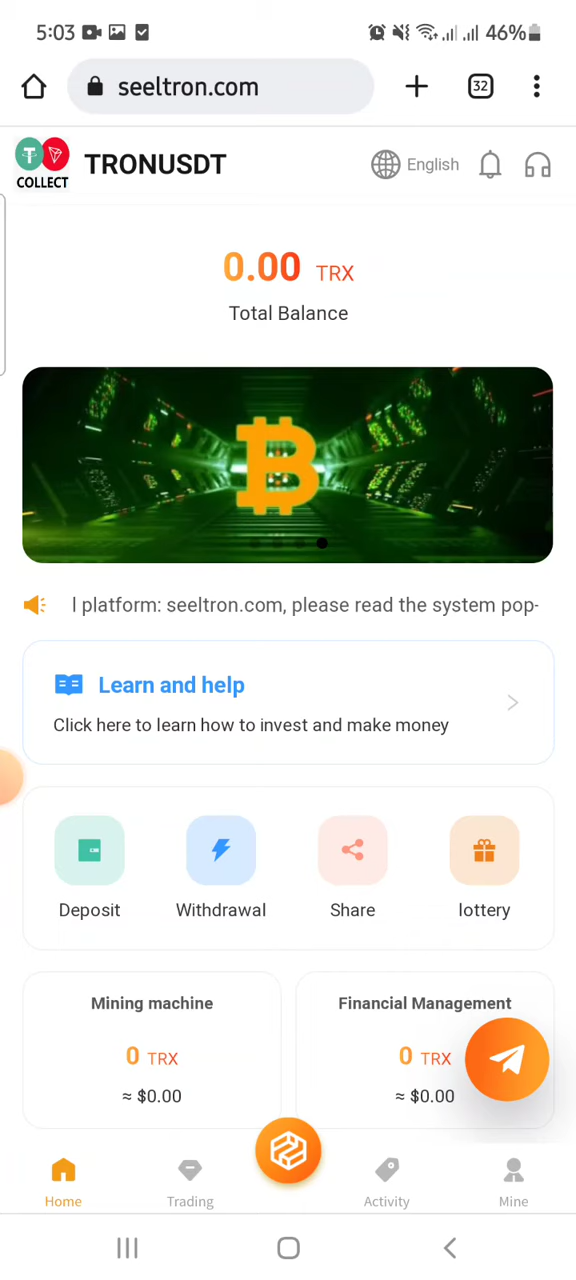 5:03 46%
seeltron.com 32
COLLECT TRONUSDT English
0.00 TRX
Total Balance
l platform: seeltron.com, please read the system pop-
Learn and help
Click here to learn how to invest and make money
Deposit Withdrawal Share lottery
Mining machine Financial Management
0 TRX 0 TRX
≈ $0.00 ≈ $0.00
Home Trading Activity Mine